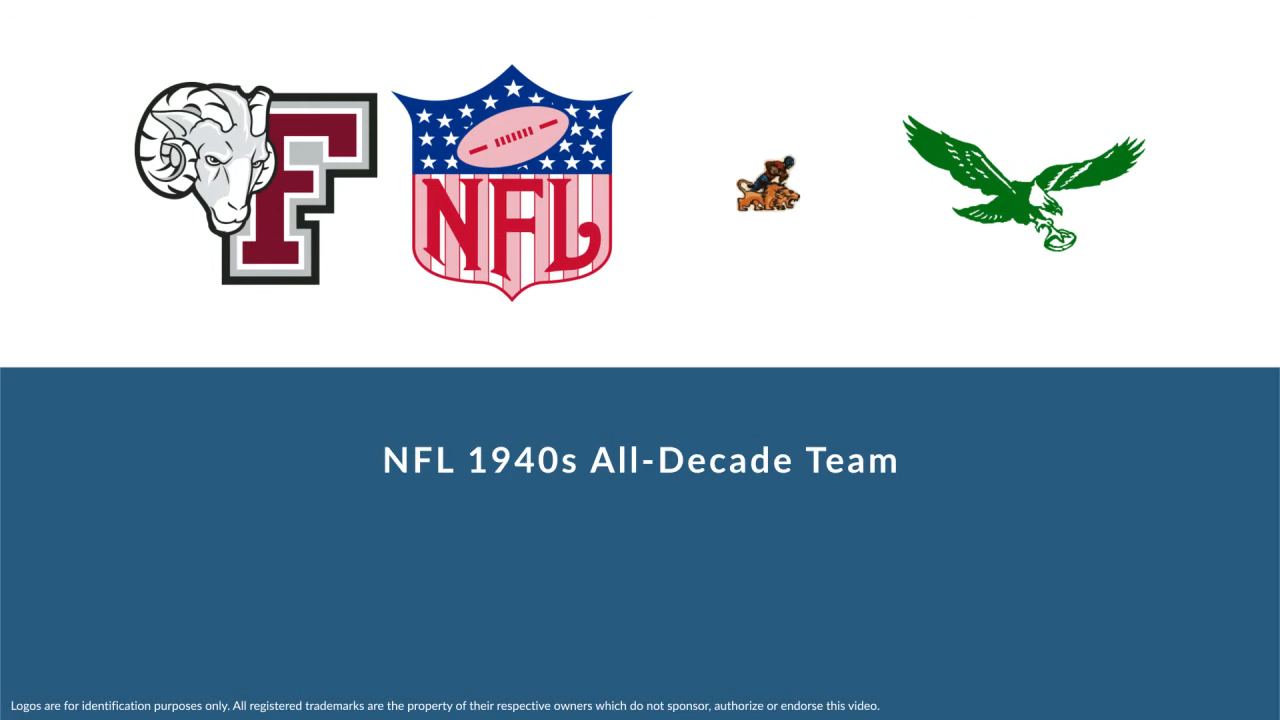 F
NFL
NFL 1940s All-Decade Team
Logos are for identification purposes only. All registered trademarks are the property of their respective owners which do not sponsor, authorize or endorse this video.